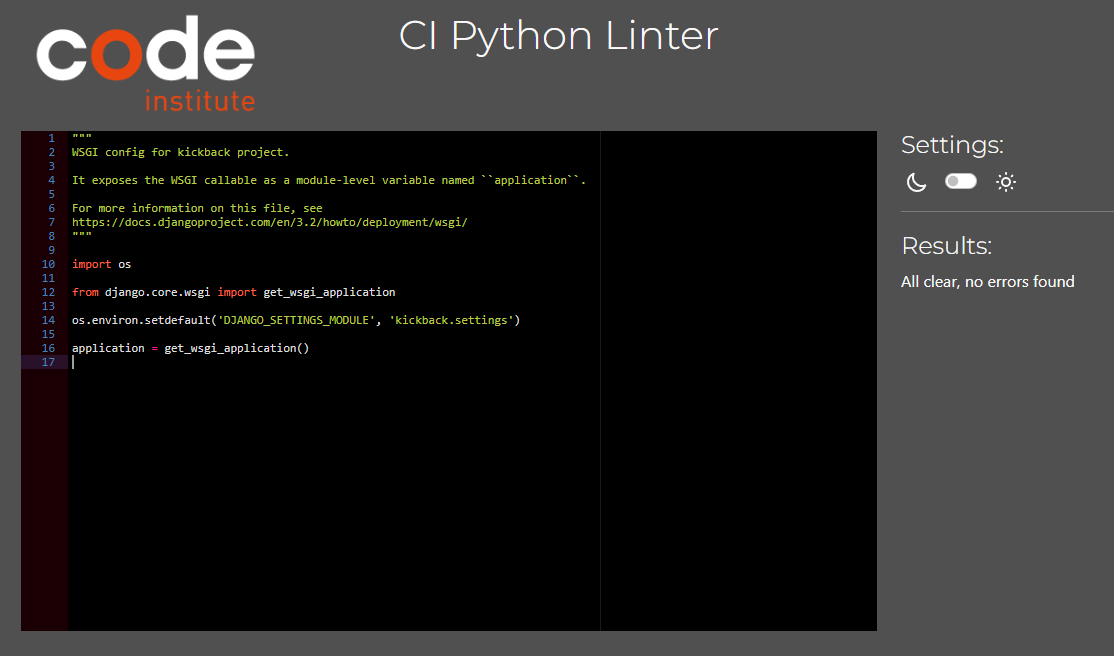 code
institute
CI Python Linter
1 """
2 WSGI config for kickback project.
3
4 It exposes the WSGI callable as a module-level variable named ``application``.
5
6 For more information on this file, see
7 https://docs.djangoproject.com/en/3.2/howto/deployment/wsgi/
8 """
9
10 import os
11
12 from django.core.wsgi import get_wsgi_application
13
14 os.environ.setdefault('DJANGO_SETTINGS_MODULE', 'kickback.settings')
15
16 application = get_wsgi_application()
17
Settings:
Results:
All clear, no errors found